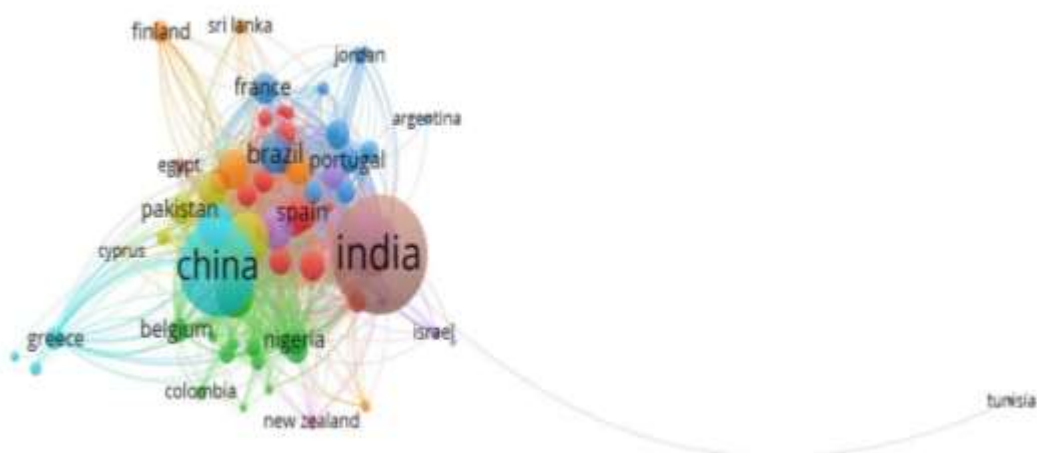 finland
sri lanka
jordan
france
argentina
brazil
egypt
portugal
pakistan
spain
cyprus
china
india
greece
belgium
nigeria
israel
colombia
new zealand
tunisia